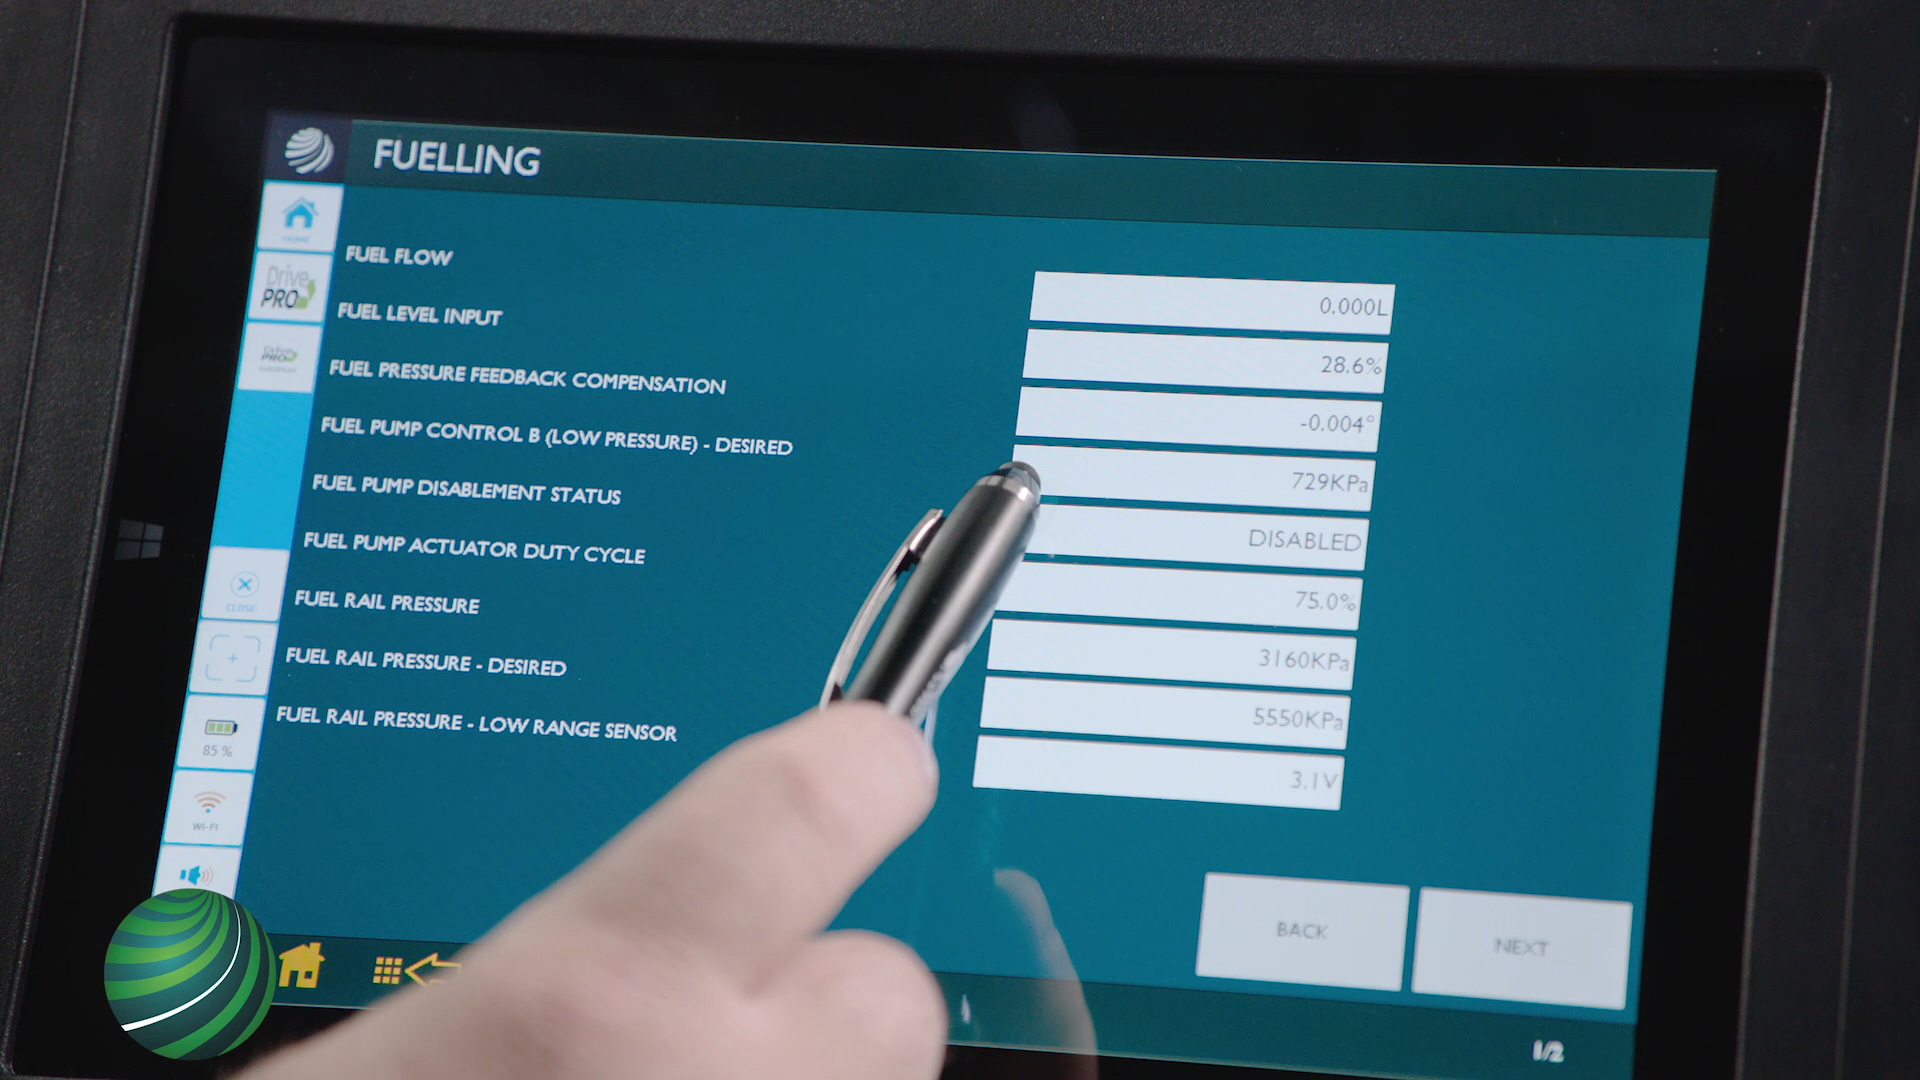 FUELLING
FUEL FLOW
0.000L
FUEL LEVEL INPUT
28.6%
FUEL PRESSURE FEEDBACK COMPENSATION
-0.004°
FUEL PUMP CONTROL B (LOW PRESSURE) - DESIRED
729KPa
FUEL PUMP DISABLEMENT STATUS
DISABLED
FUEL PUMP ACTUATOR DUTY CYCLE
75.0%
FUEL RAIL PRESSURE
3160KPa
FUEL RAIL PRESSURE - DESIRED
5550KPa
FUEL RAIL PRESSURE - LOW RANGE SENSOR
3.1V
Drive
PRO
Drive
PRO
CLOSE
85 %
WI-FI
BACK
NEXT
1/2